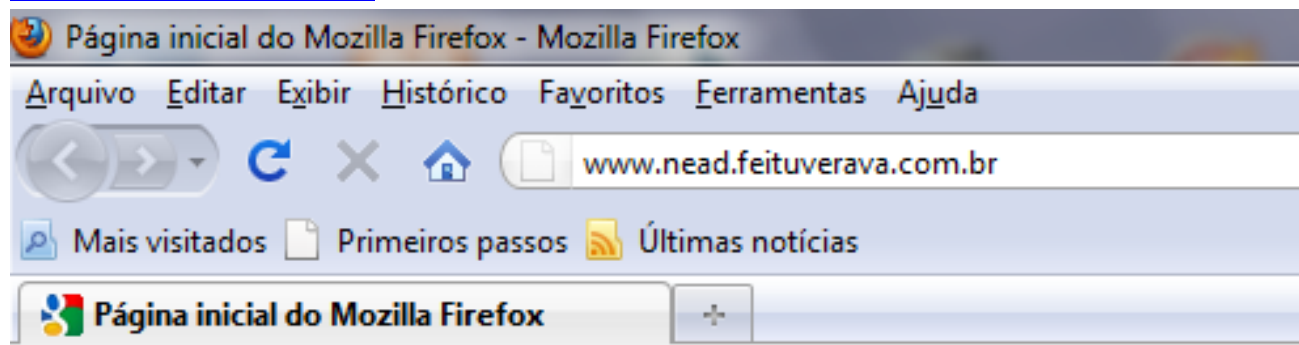 Página inicial do Mozilla Firefox - Mozilla Firefox
Arquivo Editar Exibir Histórico Favoritos Ferramentas Ajuda
www.nead.feituverava.com.br
Mais visitados Primeiros passos Últimas notícias
Página inicial do Mozilla Firefox